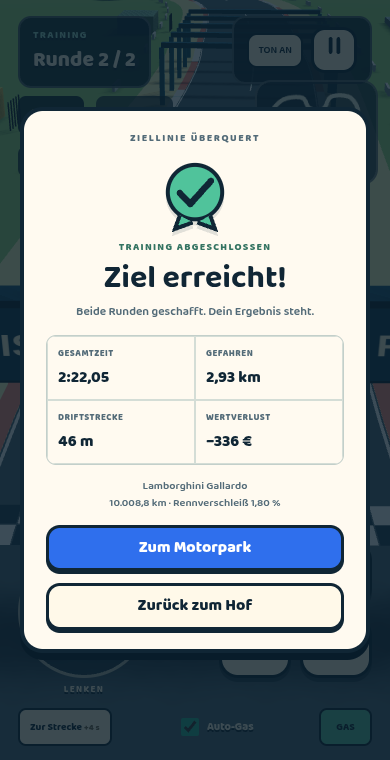 TRAINING
Runde 2 / 2
TON AN
ZIELLINIE ÜBERQUERT
TRAINING ABGESCHLOSSEN
Ziel erreicht!
Beide Runden geschafft. Dein Ergebnis steht.
GESAMTZEIT
2:22,05
GEFAHREN
2,93 km
DRIFTSTRECKE
46 m
WERTVERLUST
−336 €
Lamborghini Gallardo
10.008,8 km · Rennverschleiß 1,80 %
Zum Motorpark
Zurück zum Hof
LENKEN
Zur Strecke +4 s
Auto-Gas
GAS